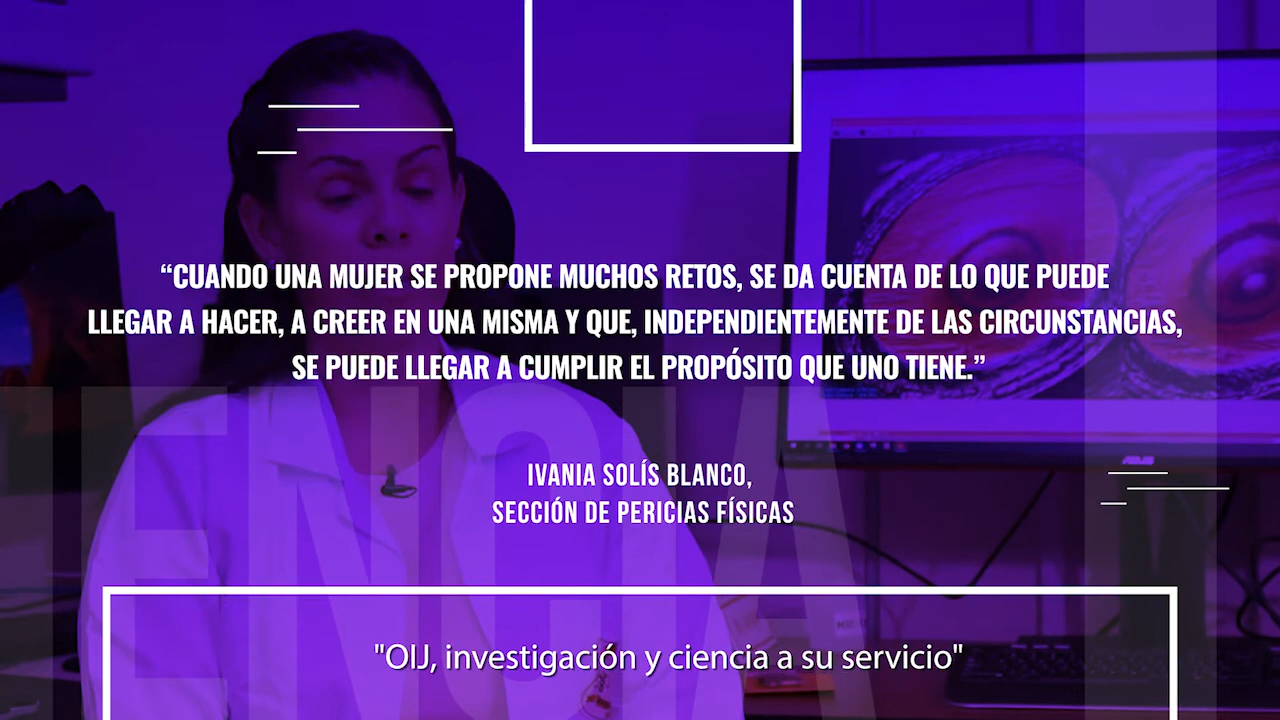 “CUANDO UNA MUJER SE PROPONE MUCHOS RETOS, SE DA CUENTA DE LO QUE PUEDE
LLEGAR A HACER, A CREER EN UNA MISMA Y QUE, INDEPENDIENTEMENTE DE LAS CIRCUNSTANCIAS,
SE PUEDE LLEGAR A CUMPLIR EL PROPÓSITO QUE UNO TIENE.”
IENCIA
IVANIA SOLÍS BLANCO,
SECCIÓN DE PERICIAS FÍSICAS
"OIJ, investigación y ciencia a su servicio"